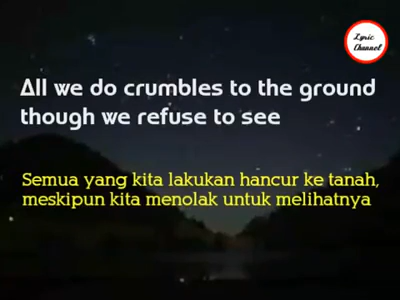 Lyric
Channel
All we do crumbles to the ground
though we refuse to see
Semua yang kita lakukan hancur ke tanah,
meskipun kita menolak untuk melihatnya